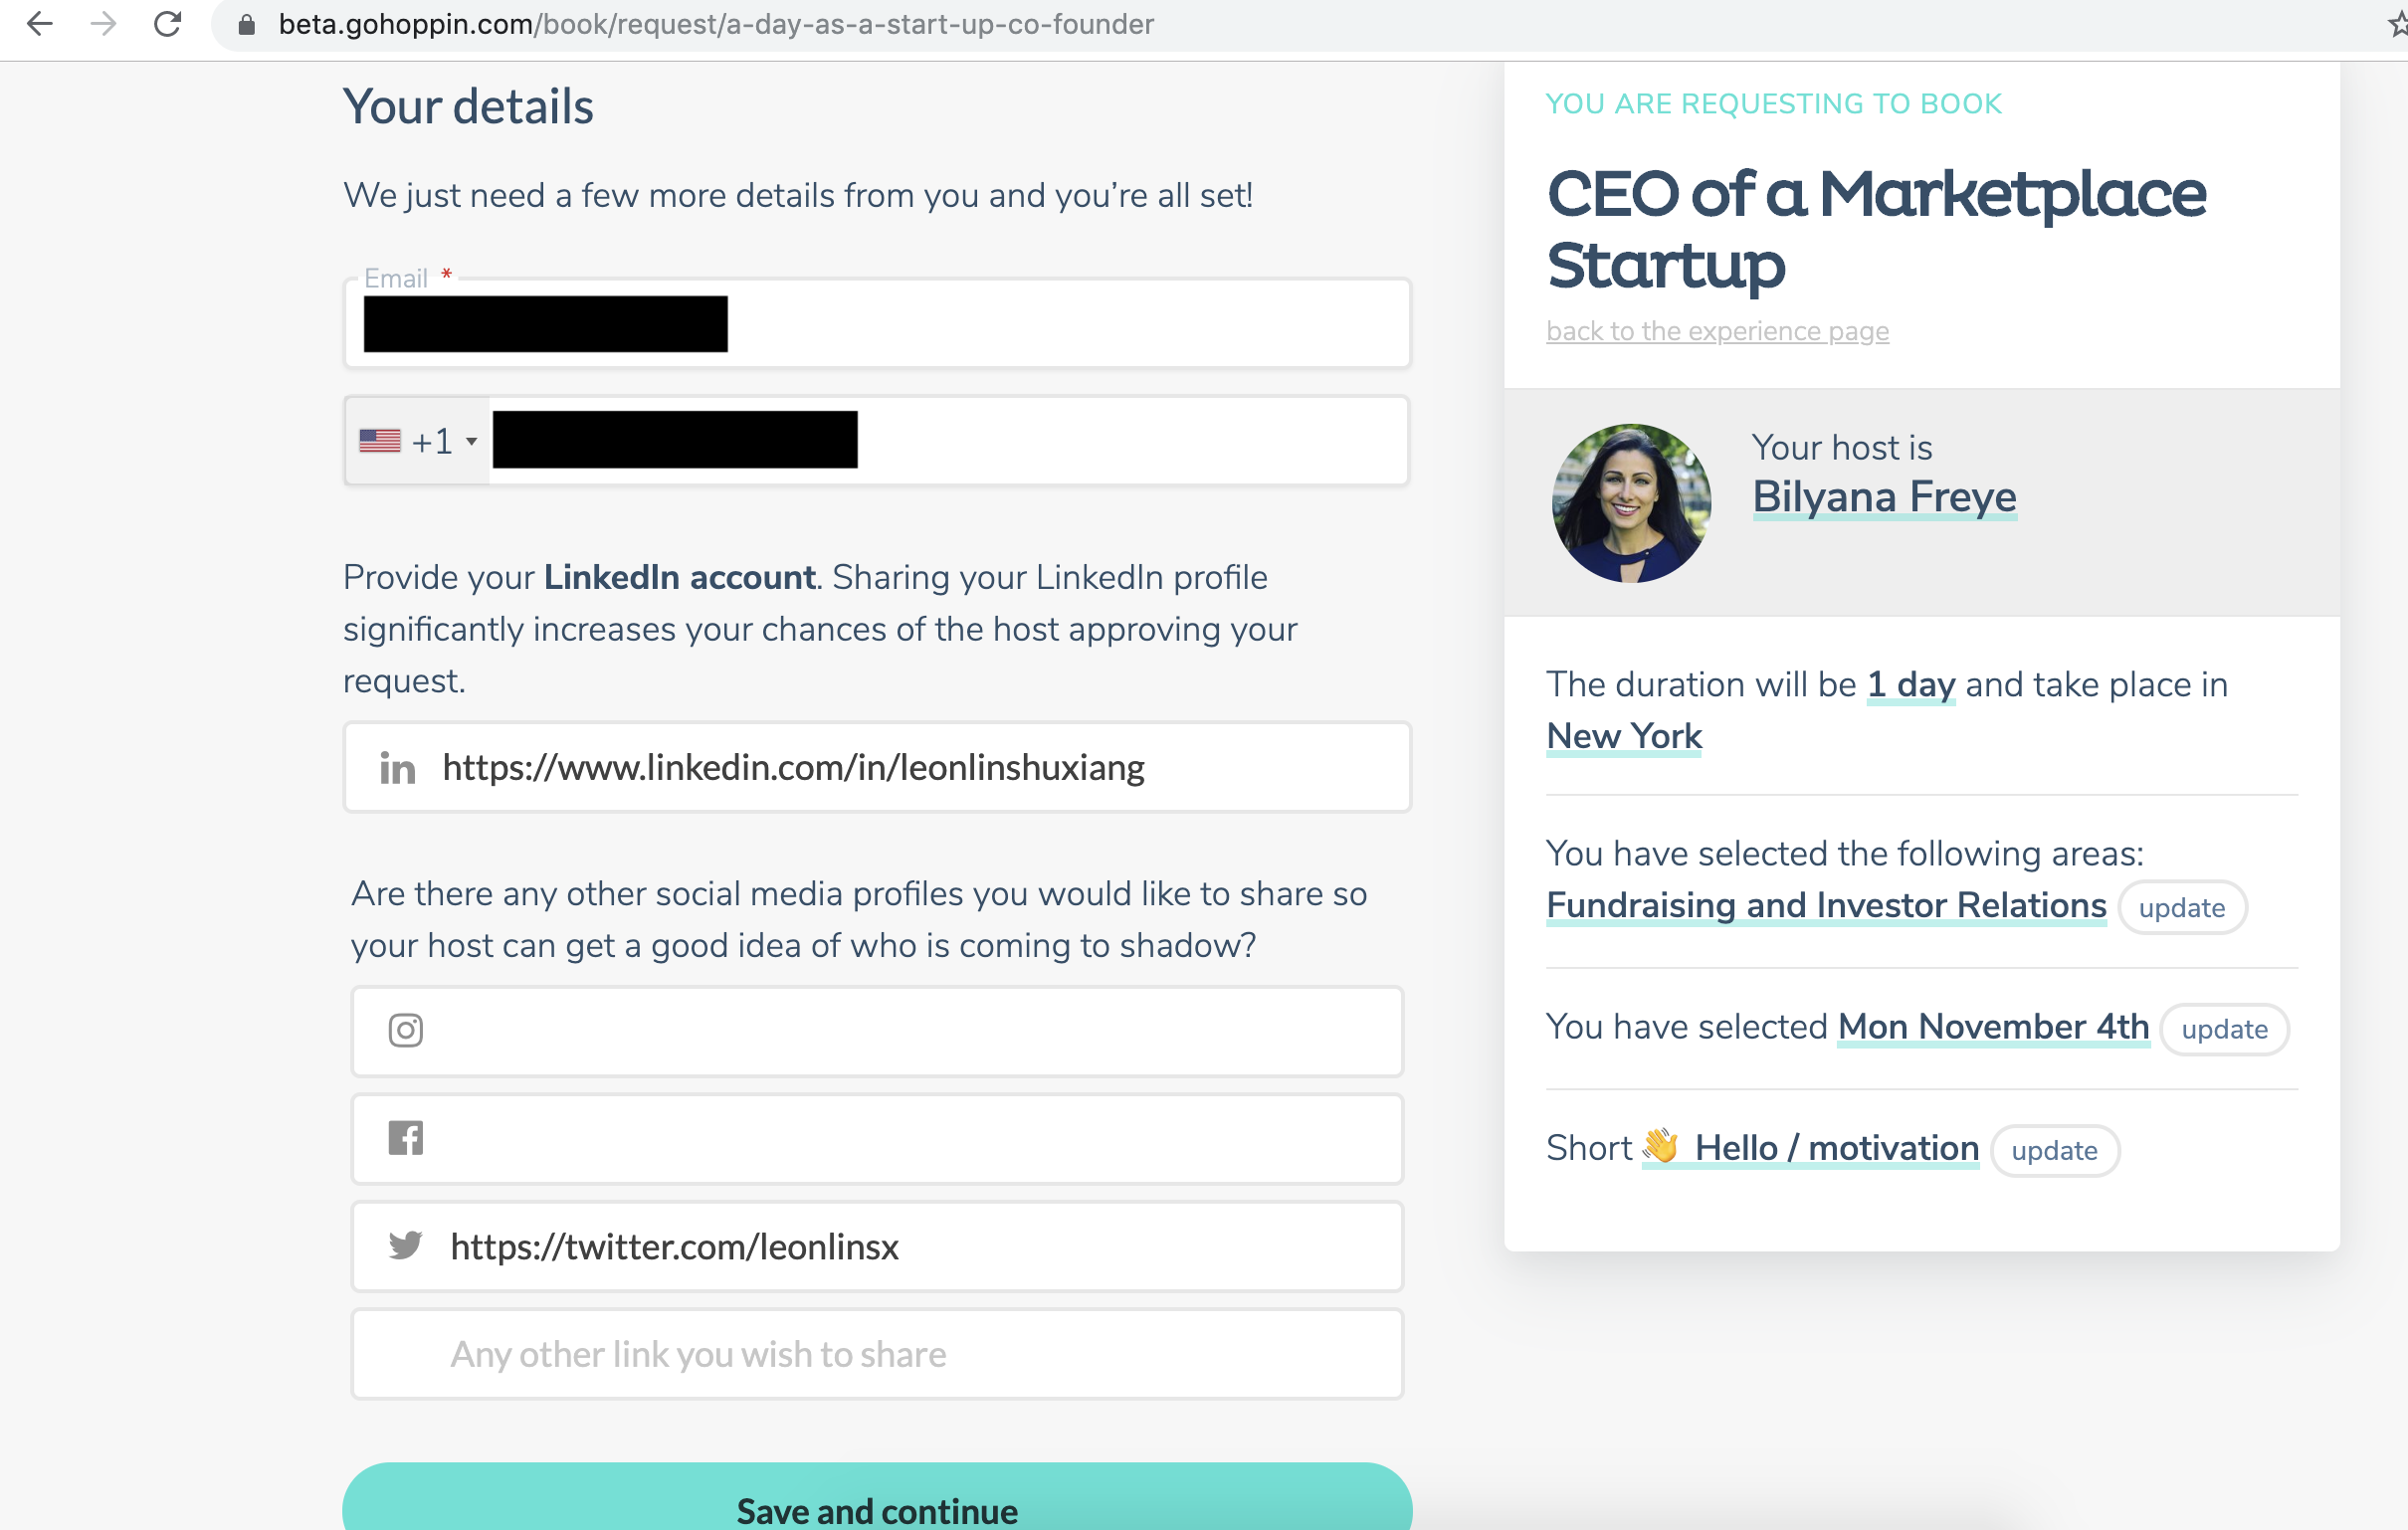 beta.gohoppin.com/book/request/a-day-as-a-start-up-co-founder
Your details
We just need a few more details from you and you’re all set!
Email *
+1
Provide your LinkedIn account. Sharing your LinkedIn profile
significantly increases your chances of the host approving your
request.
in https://www.linkedin.com/in/leonlinshuxiang
Are there any other social media profiles you would like to share so
your host can get a good idea of who is coming to shadow?
https://twitter.com/leonlinsx
Any other link you wish to share
Save and continue
YOU ARE REQUESTING TO BOOK
CEO of a Marketplace
Startup
back to the experience page
Your host is
Bilyana Freye
The duration will be 1 day and take place in
New York
You have selected the following areas:
Fundraising and Investor Relations update
You have selected Mon November 4th update
Short 👋 Hello / motivation update